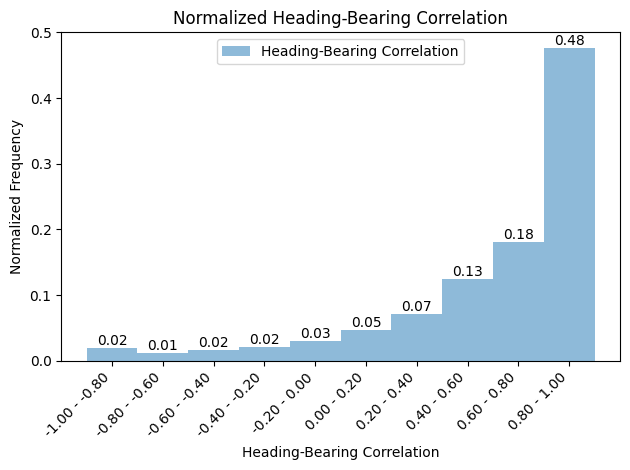 Normalized Heading-Bearing Correlation
Heading-Bearing Correlation
Normalized Frequency
0.5
0.4
0.3
0.2
0.1
0.0
0.02
0.01
0.02
0.02
0.03
0.05
0.07
0.13
0.18
0.48
-1.00 - -0.80
-0.80 - -0.60
-0.60 - -0.40
-0.40 - -0.20
-0.20 - 0.00
0.00 - 0.20
0.20 - 0.40
0.40 - 0.60
0.60 - 0.80
0.80 - 1.00
Heading-Bearing Correlation